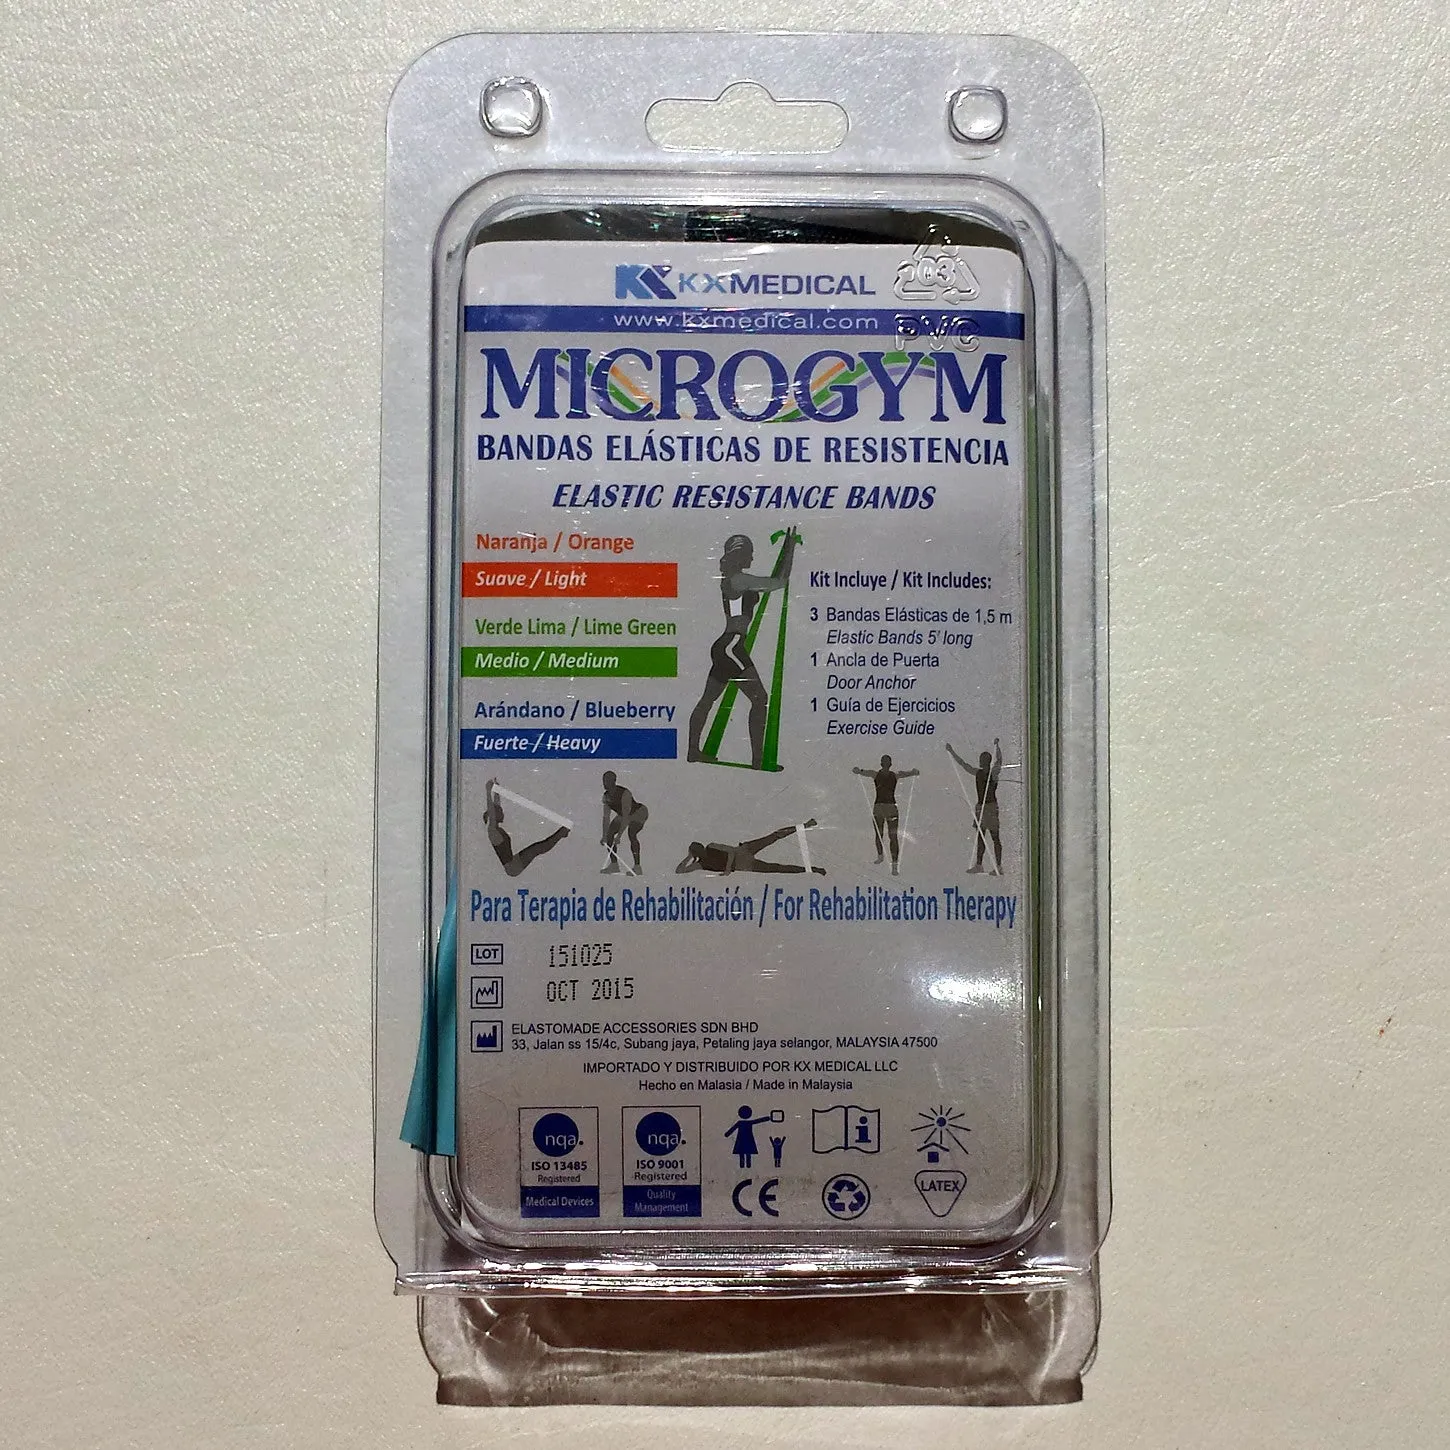 KXMEDICAL
03
PVC
www.kxmedical.com
MICROGYM
BANDAS ELÁSTICAS DE RESISTENCIA
ELASTIC RESISTANCE BANDS
Naranja / Orange
Suave / Light
Verde Lima / Lime Green
Medio / Medium
Arándano / Blueberry
Fuerte / Heavy
Kit Incluye / Kit Includes:
3 Bandas Elásticas de 1,5 m
Elastic Bands 5' long
1 Ancla de Puerta
Door Anchor
1 Guía de Ejercicios
Exercise Guide
Para Terapia de Rehabilitación / For Rehabilitation Therapy
LOT 151025
OCT 2015
ELASTOMADE ACCESSORIES SDN BHD
33, Jalan ss 15/4c, Subang jaya, Petaling jaya selangor, MALAYSIA 47500
IMPORTADO Y DISTRIBUIDO POR KX MEDICAL LLC
Hecho en Malasia / Made in Malaysia
nqa.
ISO 13485
Registered
Medical Devices
nqa.
ISO 9001
Registered
Quality
Management
i
CE
LATEX